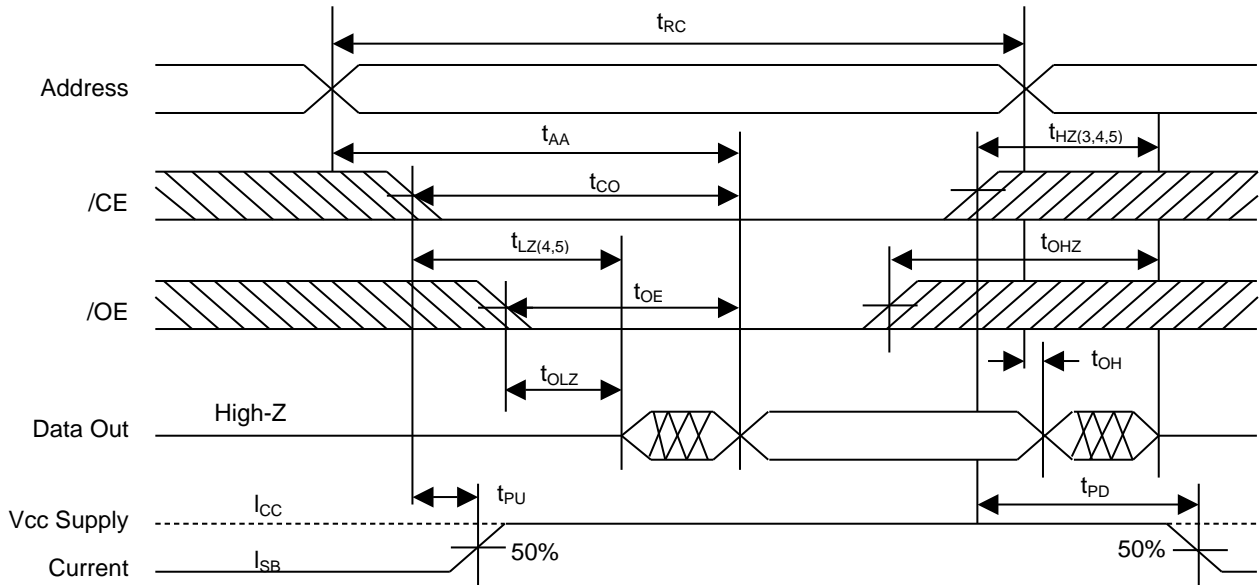 tRC
Address
tAA
tHZ(3,4,5)
tCO
/CE
tLZ(4,5)
tOHZ
tOE
/OE
tOLZ
tOH
High-Z
Data Out
tPU
tPD
ICC
Vcc Supply
50%
50%
ISB
Current